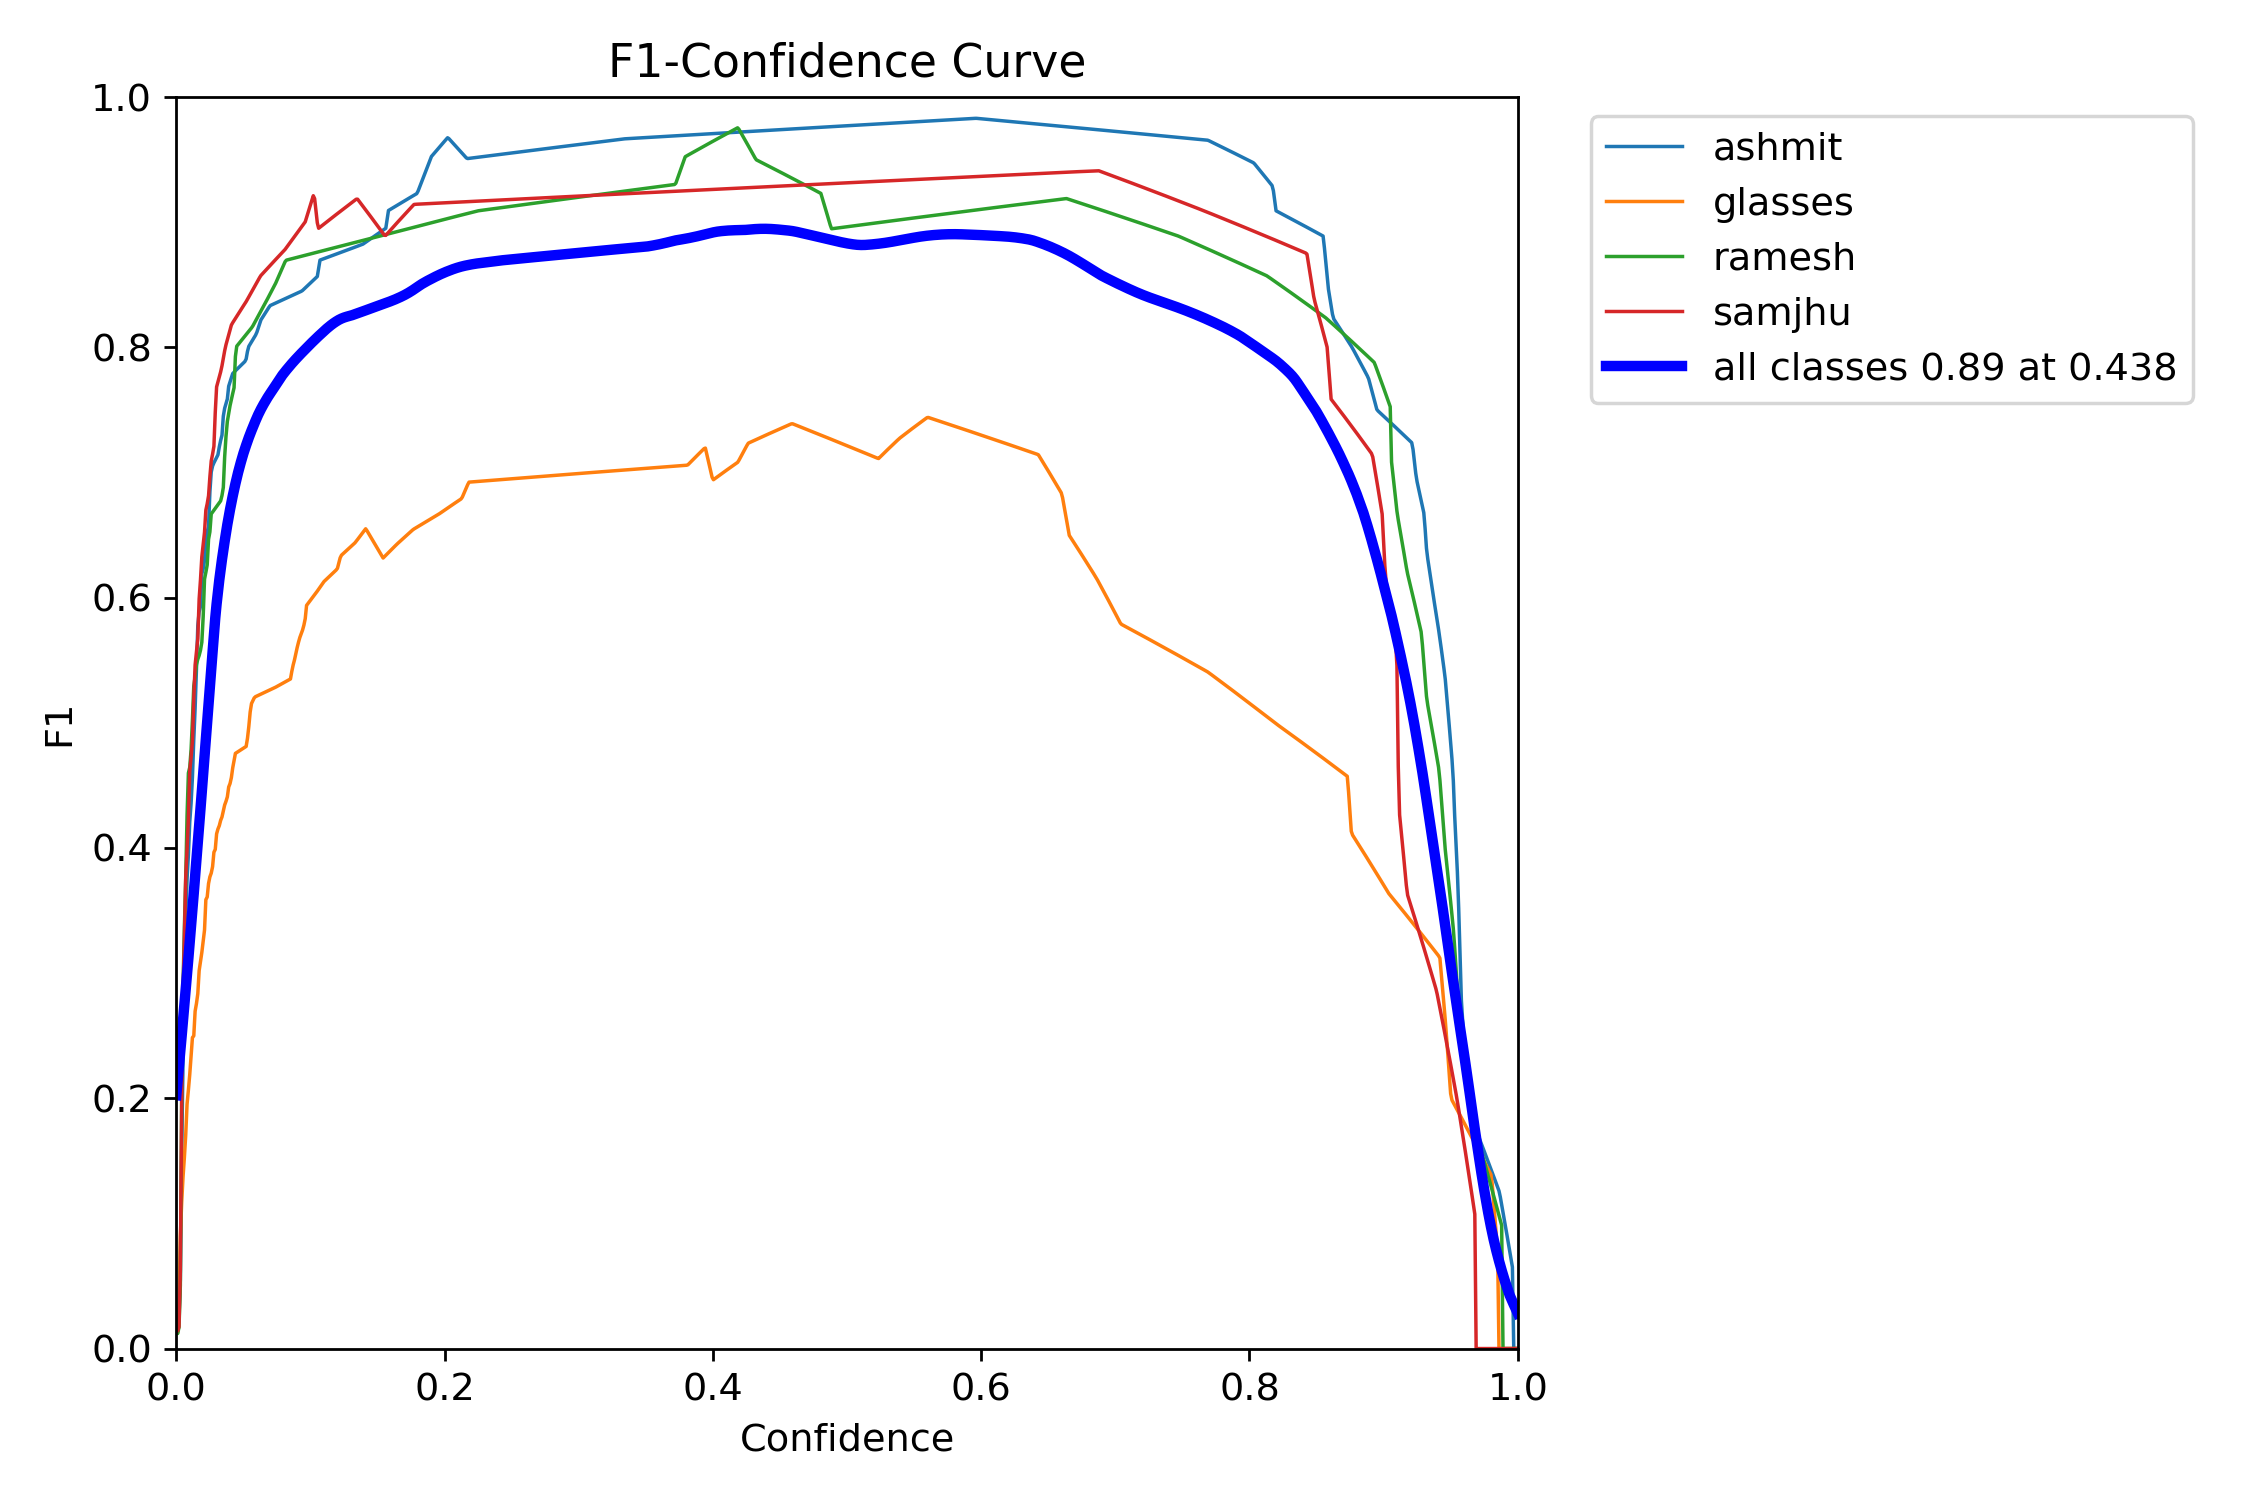 F1-Confidence Curve
1.0
0.8
0.6
0.4
0.2
0.0
F1
0.0 0.2 0.4 0.6 0.8 1.0
Confidence
ashmit
glasses
ramesh
samjhu
all classes 0.89 at 0.438